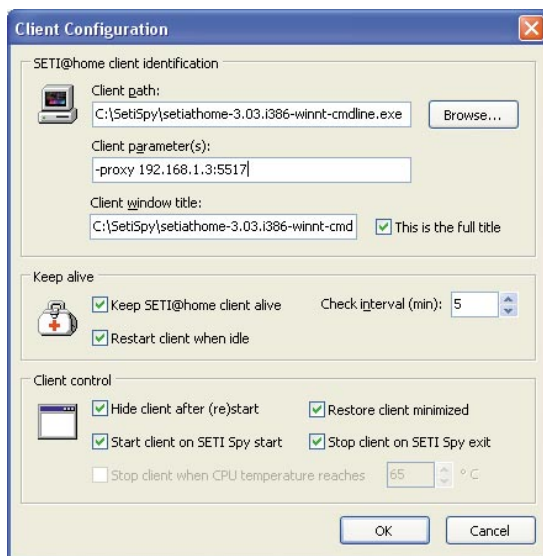 Client Configuration
SETI@home client identification
Client path:
C:\SetiSpy\setiathome-3.03.i386-winnt-cmdline.exe
Browse...
Client parameter(s):
-proxy 192.168.1.3:5517
Client window title:
C:\SetiSpy\setiathome-3.03.i386-winnt-cmd
This is the full title
Keep alive
Keep SETI@home client alive
Check interval (min): 5
Restart client when idle
Client control
Hide client after (re)start
Restore client minimized
Start client on SETI Spy start
Stop client on SETI Spy exit
Stop client when CPU temperature reaches 65 °C
OK
Cancel